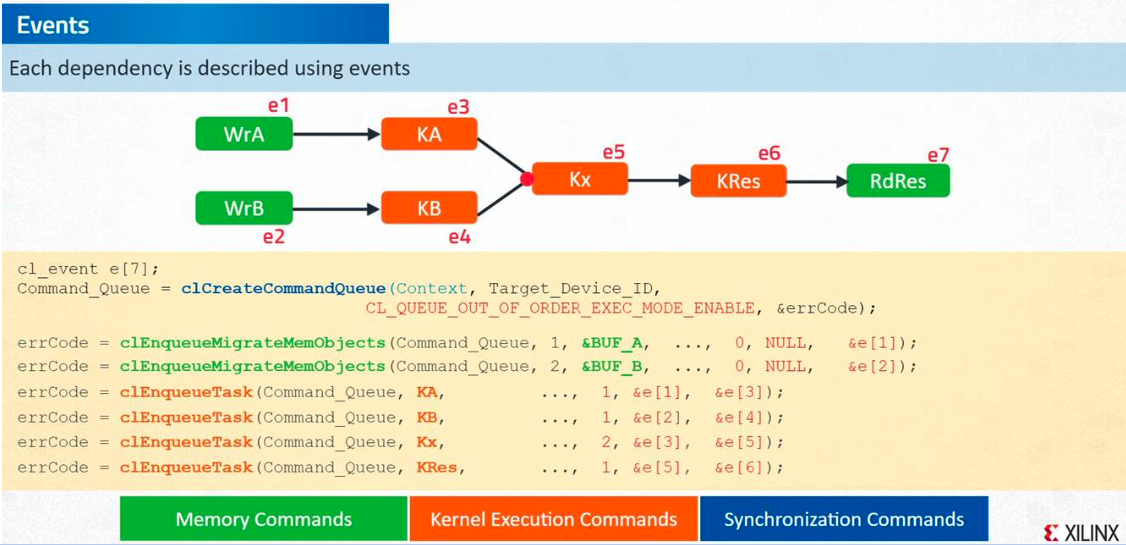 Events
Each dependency is described using events
e1 e3
WrA KA
e5 e6 e7
Kx KRes RdRes
WrB KB
e2 e4
cl_event e[7];
Command_Queue = clCreateCommandQueue(Context, Target_Device_ID,
CL_QUEUE_OUT_OF_ORDER_EXEC_MODE_ENABLE, &errCode);
errCode = clEnqueueMigrateMemObjects(Command_Queue, 1, &BUF_A, ..., 0, NULL, &e[1]);
errCode = clEnqueueMigrateMemObjects(Command_Queue, 2, &BUF_B, ..., 0, NULL, &e[2]);
errCode = clEnqueueTask(Command_Queue, KA, ..., 1, &e[1], &e[3]);
errCode = clEnqueueTask(Command_Queue, KB, ..., 1, &e[2], &e[4]);
errCode = clEnqueueTask(Command_Queue, Kx, ..., 2, &e[3], &e[5]);
errCode = clEnqueueTask(Command_Queue, KRes, ..., 1, &e[5], &e[6]);
Memory Commands Kernel Execution Commands Synchronization Commands
XILINX